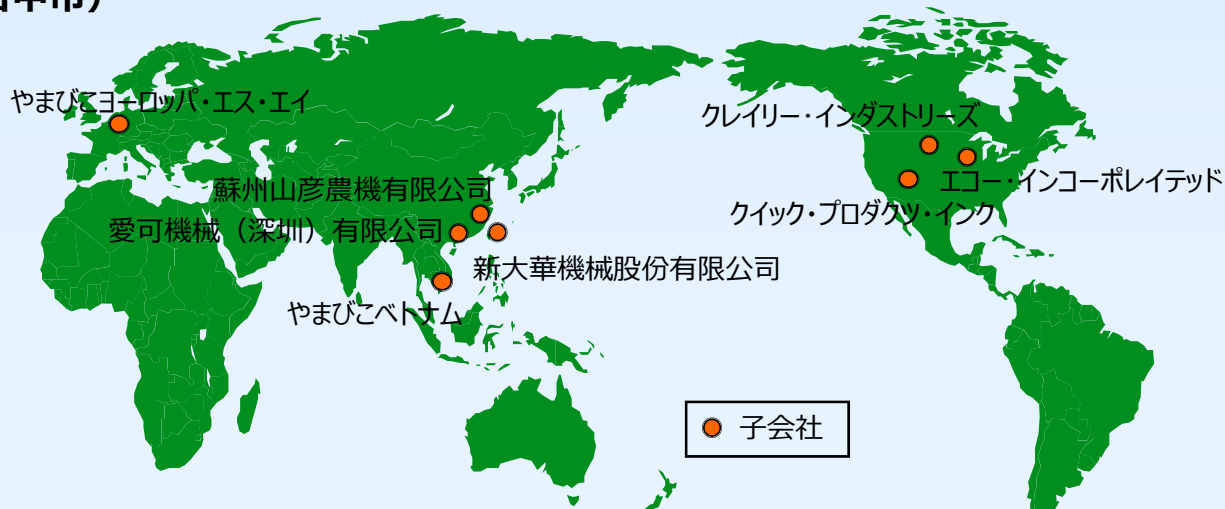 やまびこヨーロッパ・エス・エイ
クレイリー・インダストリーズ
エコー・インコーポレイテッド
蘇州山彦農機有限公司
クイック・プロダクツ・インク
愛可機械（深圳）有限公司
新大華機械股份有限公司
やまびこベトナム
子会社